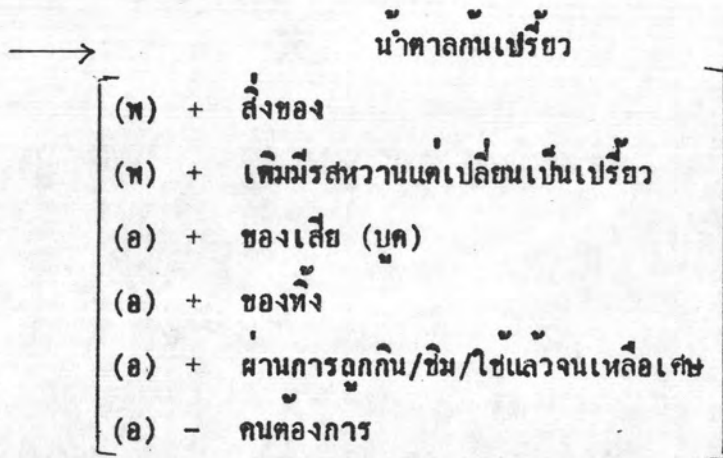 → น้ำตาลก้นเปรี้ยว
(พ) + สิ่งของ
(พ) + เดิมมีรสหวานแต่เปลี่ยนเป็นเปรี้ยว
(อ) + ของเสีย (บูด)
(อ) + ของทิ้ง
(อ) + ผ่านการถูกกิน/ชิม/ใช้แล้วจนเหลือเศษ
(อ) - คนต้องการ